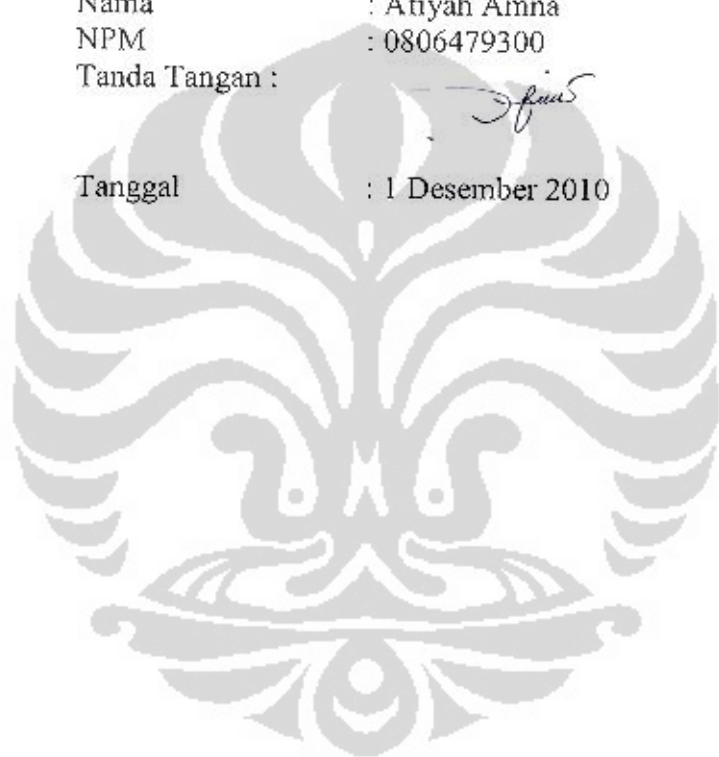 Nama : Atiyah Amna
NPM : 0806479300
Tanda Tangan :
Tanggal : 1 Desember 2010